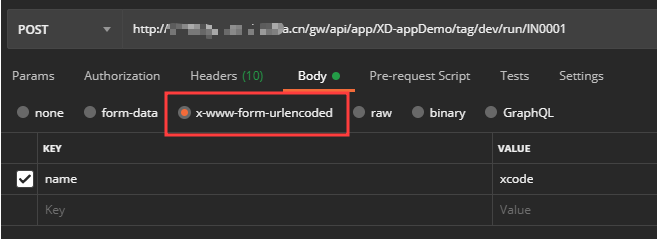 POST http:// a.cn/gw/api/app/XD-appDemo/tag/dev/run/IN0001
Params Authorization Headers (10) Body Pre-request Script Tests Settings
none form-data x-www-form-urlencoded raw binary GraphQL
KEY VALUE
name xcode
Key Value